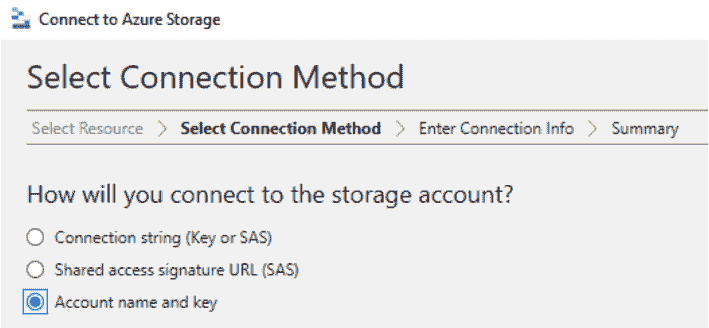 Connect to Azure Storage
Select Connection Method
Select Resource > Select Connection Method > Enter Connection Info > Summary
How will you connect to the storage account?
Connection string (Key or SAS)
Shared access signature URL (SAS)
Account name and key